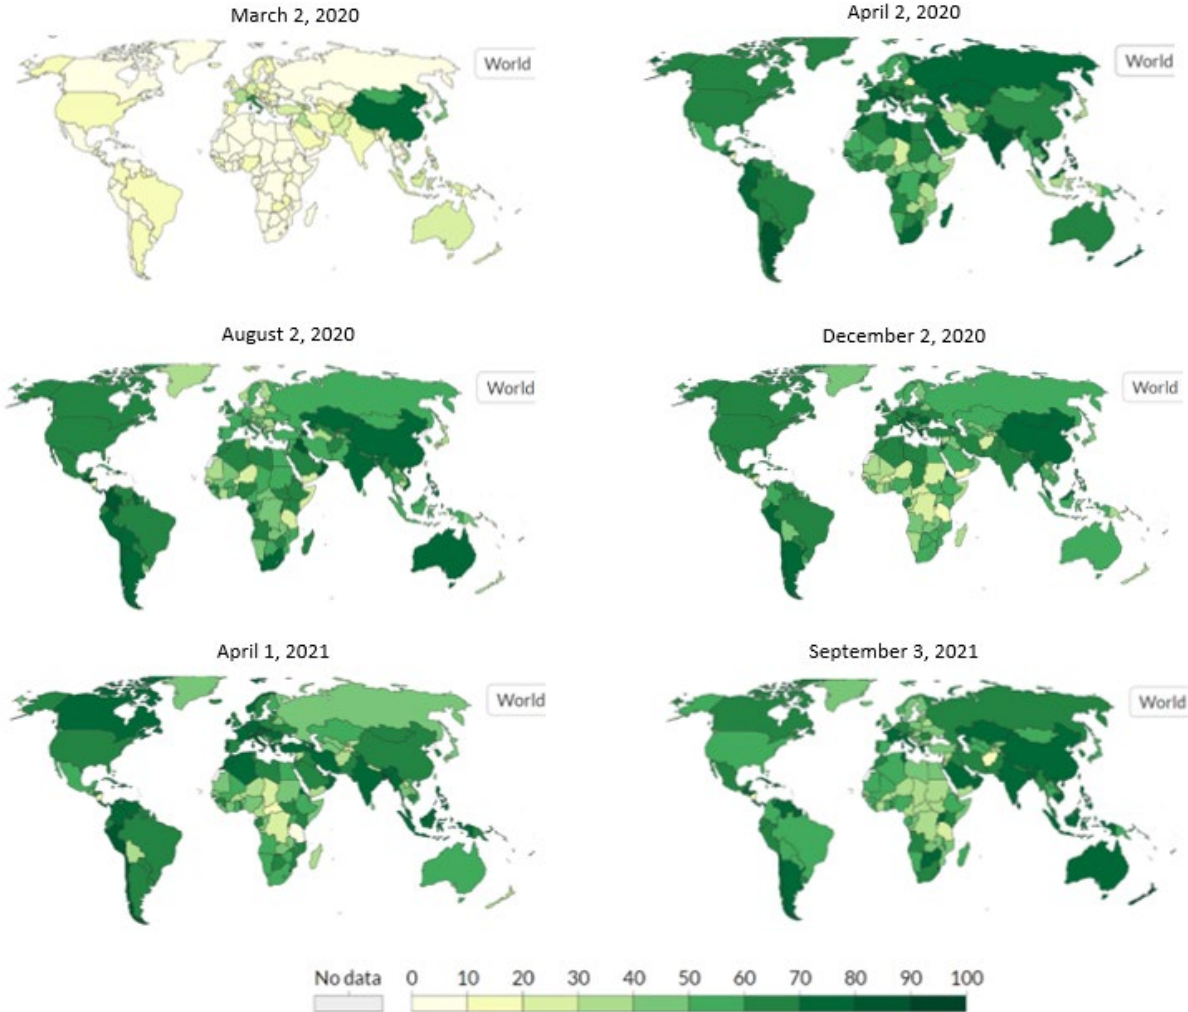 March 2, 2020
April 2, 2020
World
World
August 2, 2020
December 2, 2020
World
World
April 1, 2021
September 3, 2021
World
World
No data 0 10 20 30 40 50 60 70 80 90 100